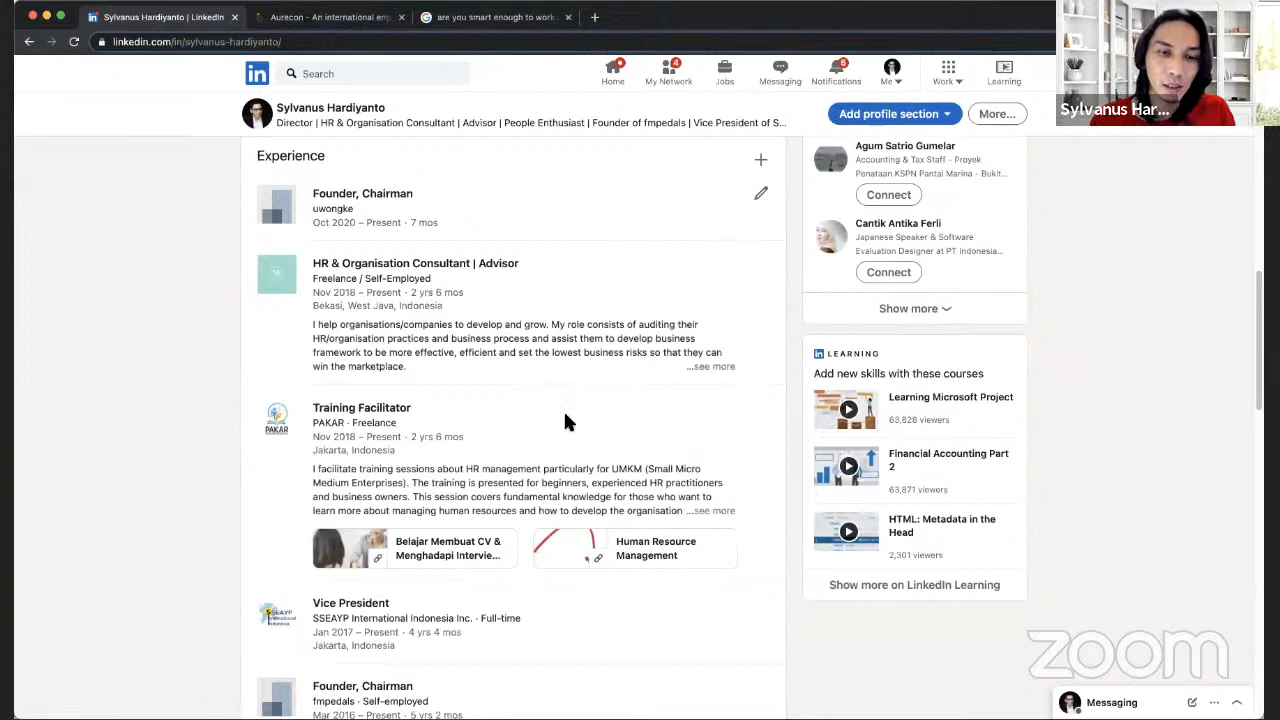 Sylvanus Hardiyanto | LinkedIn
Aurecon - An international eng
are you smart enough to work
linkedin.com/in/sylvanus-hardiyanto/
Sylvanus Har...
in
Search
Home
4
My Network
Jobs
Messaging
5
Notifications
Me
Work
Learning
Sylvanus Hardiyanto
Director | HR & Organisation Consultant | Advisor | People Enthusiast | Founder of fmpedals | Vice President of S...
Add profile section
More...
Experience
Founder, Chairman
uwongke
Oct 2020 – Present · 7 mos
HR & Organisation Consultant | Advisor
Freelance / Self-Employed
Nov 2018 – Present · 2 yrs 6 mos
Bekasi, West Java, Indonesia
I help organisations/companies to develop and grow. My role consists of auditing their
HR/organisation practices and business process and assist them to develop business
framework to be more effective, efficient and set the lowest business risks so that they can
win the marketplace.
...see more
Training Facilitator
PAKAR · Freelance
Nov 2018 – Present · 2 yrs 6 mos
Jakarta, Indonesia
PAKAR
I facilitate training sessions about HR management particularly for UMKM (Small Micro
Medium Enterprises). The training is presented for beginners, experienced HR practitioners
and business owners. This session covers fundamental knowledge for those who want to
learn more about managing human resources and how to develop the organisation ...see more
Belajar Membuat CV &
Menghadapi Intervie...
Human Resource
Management
Vice President
SSEAYP International Indonesia Inc. · Full-time
Jan 2017 – Present · 4 yrs 4 mos
Jakarta, Indonesia
SSEAYP
Founder, Chairman
fmpedals · Self-employed
Mar 2016 – Present · 5 yrs 2 mos
Agum Satrio Gumelar
Accounting & Tax Staff - Proyek
Penataan KSPN Pantai Marina - Bukit...
Connect
Cantik Antika Ferli
Japanese Speaker & Software
Evaluation Designer at PT Indonesia...
Connect
Show more
in LEARNING
Add new skills with these courses
Learning Microsoft Project
63,828 viewers
Financial Accounting Part
2
63,871 viewers
HTML: Metadata in the
Head
2,301 viewers
Show more on LinkedIn Learning
zoom
Messaging